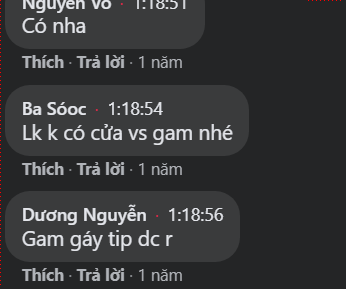 Nguyễn Võ · 1:18:51
Có nha
Thích · Trả lời · 1 năm
Ba Sóoc · 1:18:54
Lk k có cửa vs gam nhé
Thích · Trả lời · 1 năm
Dương Nguyễn · 1:18:56
Gam gáy tip dc r
Thích · Trả lời · 1 năm